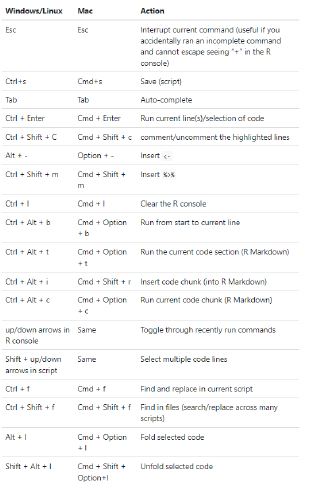 Windows/Linux Mac Action
Esc Esc Interrupt current command (useful if you
accidentally ran an incomplete command
and cannot escape seeing "+" in the R
console)
Ctrl+s Cmd+s Save (script)
Tab Tab Auto-complete
Ctrl + Enter Cmd + Enter Run current line(s)/selection of code
Ctrl + Shift + C Cmd + Shift + c comment/uncomment the highlighted lines
Alt + - Option + - Insert <-
Ctrl + Shift + m Cmd + Shift + Insert %>%
m
Ctrl + l Cmd + l Clear the R console
Ctrl + Alt + b Cmd + Option Run from start to current line
+ b
Ctrl + Alt + t Cmd + Option Run the current code section (R Markdown)
+ t
Ctrl + Alt + i Cmd + Shift + r Insert code chunk (into R Markdown)
Ctrl + Alt + c Cmd + Option Run current code chunk (R Markdown)
+ c
up/down arrows in Same Toggle through recently run commands
R console
Shift + up/down Same Select multiple code lines
arrows in script
Ctrl + f Cmd + f Find and replace in current script
Ctrl + Shift + f Cmd + Shift + f Find in files (search/replace across many
scripts)
Alt + l Cmd + Option Fold selected code
+ l
Shift + Alt + l Cmd + Shift + Unfold selected code
Option+l